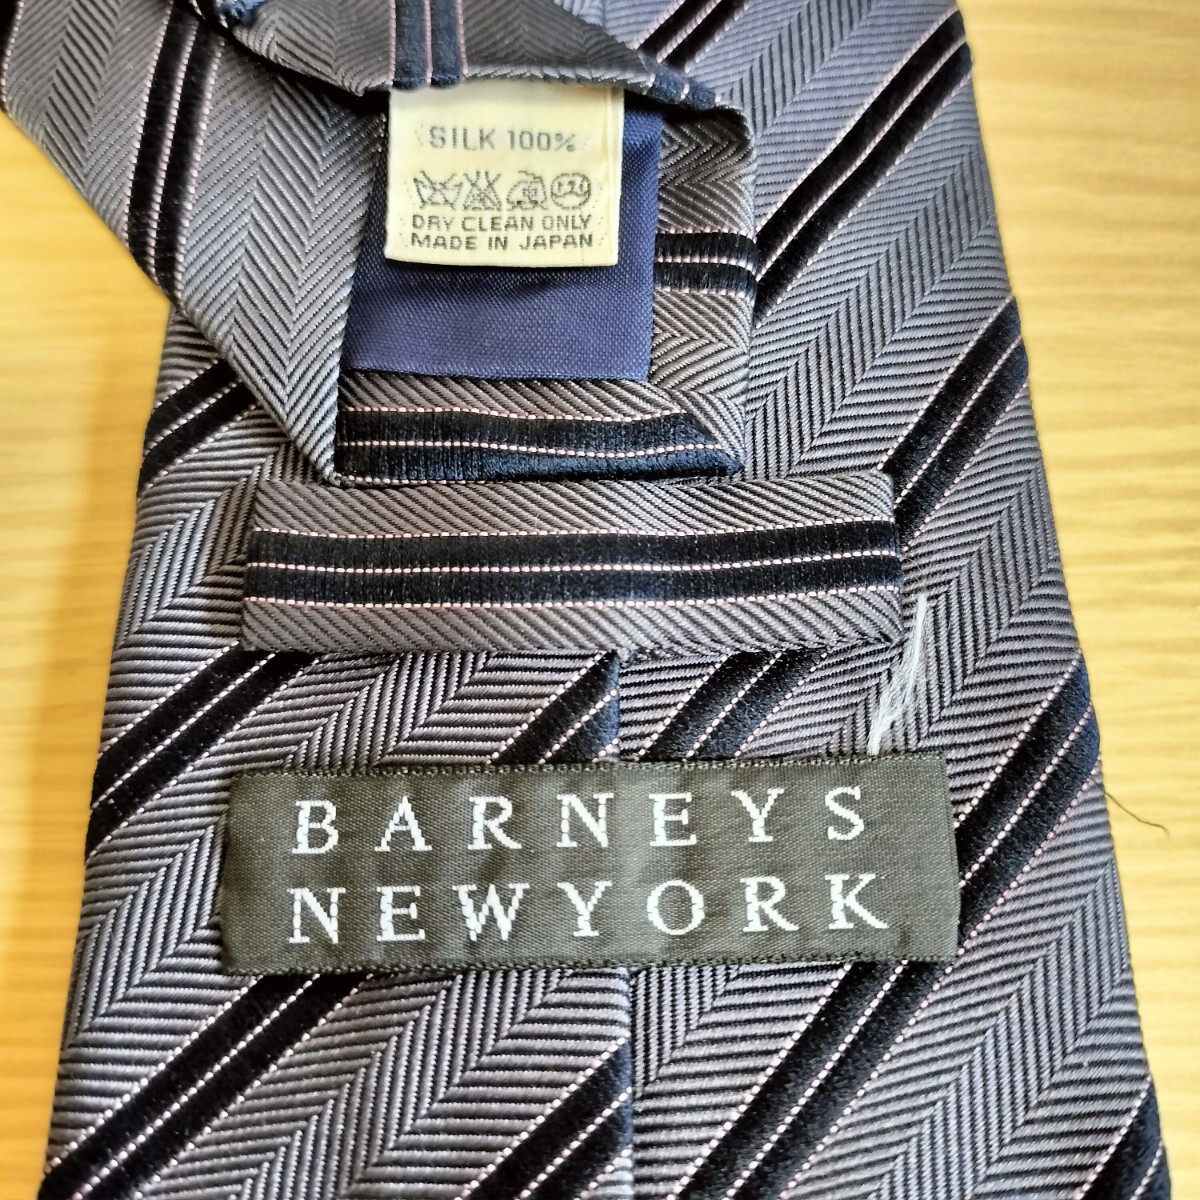 SILK 100%
DRY CLEAN ONLY
MADE IN JAPAN
BARNEYS
NEWYORK